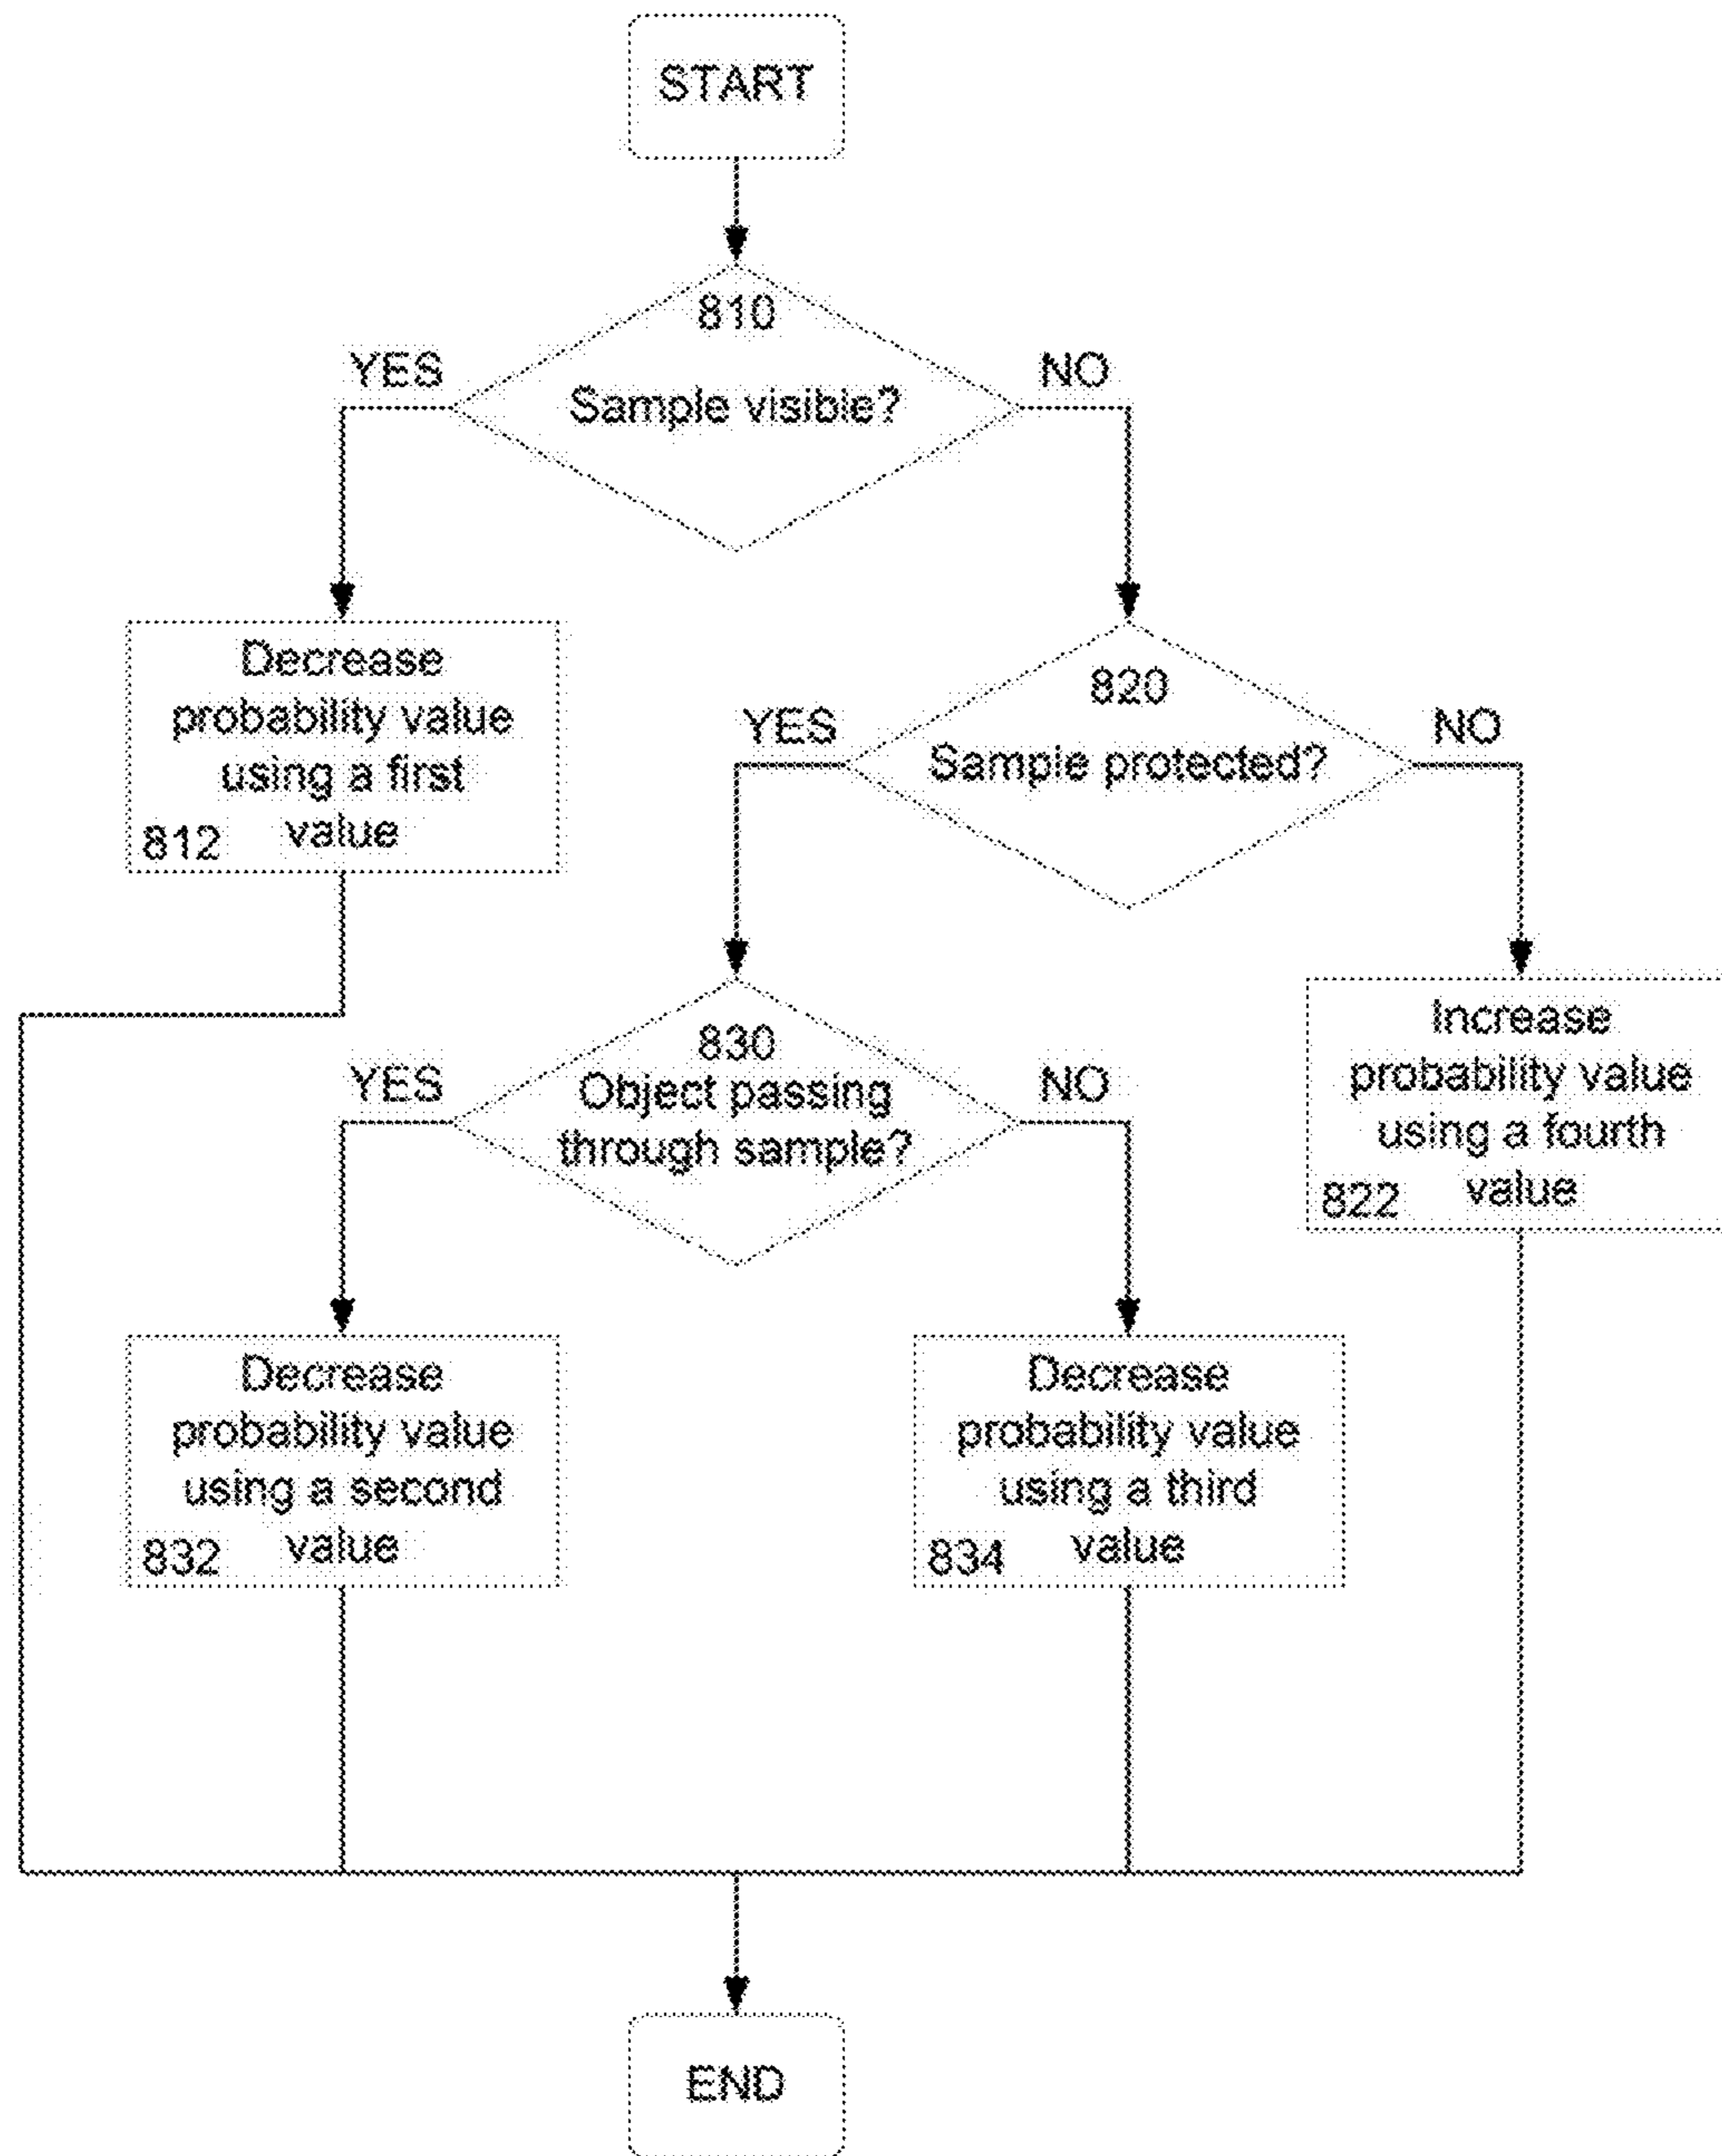 START
810
YES
NO
Sample visible?
Decrease
probability value
using a first
value
812
820
YES
NO
Sample protected?
830
YES
NO
Object passing
through sample?
Increase
probability value
using a fourth
value
822
Decrease
probability value
using a second
value
832
Decrease
probability value
using a third
value
834
END